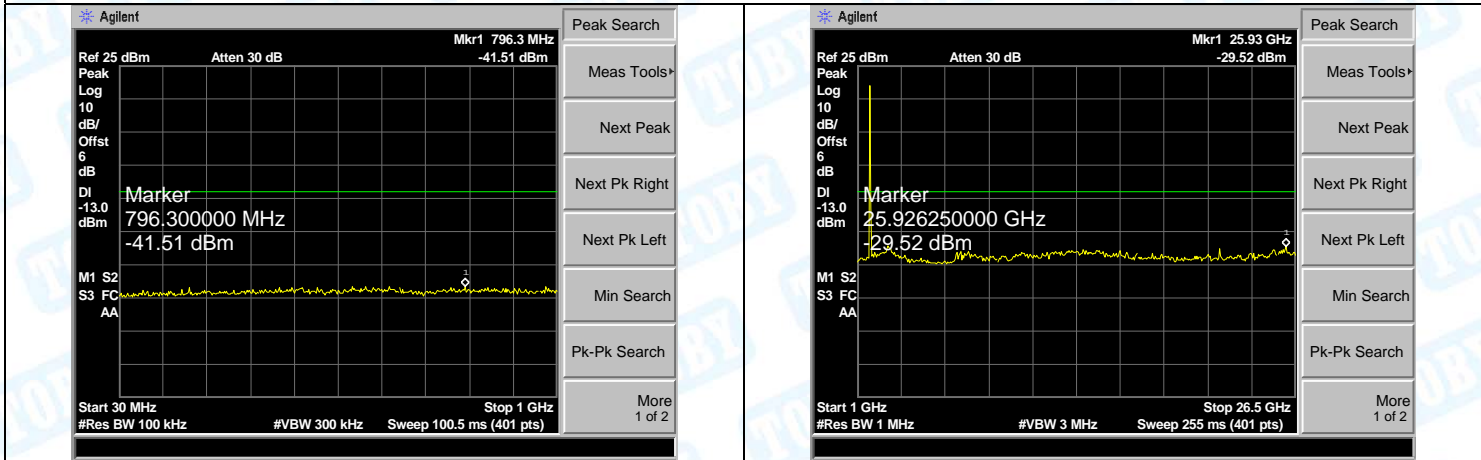 Agilent
Peak Search
Mkr1 796.3 MHz
Ref 25 dBm Atten 30 dB -41.51 dBm
Peak
Log
10
dB/
Offst
6
dB
DI
-13.0
dBm
Marker
796.300000 MHz
-41.51 dBm
1
M1 S2
S3 FC
AA
Start 30 MHz Stop 1 GHz
#Res BW 100 kHz #VBW 300 kHz Sweep 100.5 ms (401 pts)
Meas Tools
Next Peak
Next Pk Right
Next Pk Left
Min Search
Pk-Pk Search
More
1 of 2
Agilent
Peak Search
Mkr1 25.93 GHz
Ref 25 dBm Atten 30 dB -29.52 dBm
Peak
Log
10
dB/
Offst
6
dB
DI
-13.0
dBm
Marker
25.926250000 GHz
-29.52 dBm
1
M1 S2
S3 FC
AA
Start 1 GHz Stop 26.5 GHz
#Res BW 1 MHz #VBW 3 MHz Sweep 255 ms (401 pts)
Meas Tools
Next Peak
Next Pk Right
Next Pk Left
Min Search
Pk-Pk Search
More
1 of 2
TOBY